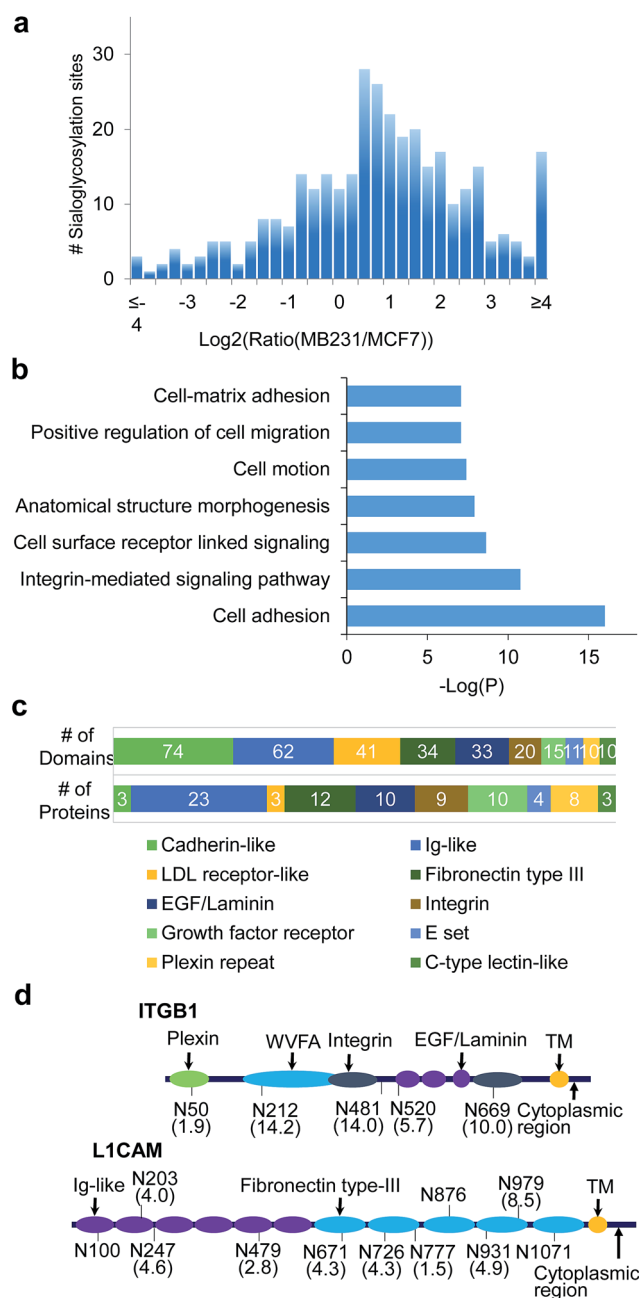 a
# Sialoglycosylation sites
30
20
10
0
≤-4 -3 -2 -1 0 1 2 3 ≥4
Log2(Ratio(MB231/MCF7))
b
Cell-matrix adhesion
Positive regulation of cell migration
Cell motion
Anatomical structure morphogenesis
Cell surface receptor linked signaling
Integrin-mediated signaling pathway
Cell adhesion
0 5 10 15
-Log(P)
c
# of Domains
74 62 41 34 33 20 15 11 10 10
# of Proteins
3 23 3 12 10 9 10 4 8 3
Cadherin-like Ig-like
LDL receptor-like Fibronectin type III
EGF/Laminin Integrin
Growth factor receptor E set
Plexin repeat C-type lectin-like
d
ITGB1
Plexin WVFA Integrin EGF/Laminin TM
N50 N212 N481 N520 N669 Cytoplasmic
(1.9) (14.2) (14.0) (5.7) (10.0) region
L1CAM
N203 N979
Ig-like (4.0) Fibronectin type-III N876 (8.5) TM
N100 N247 N479 N671 N726 N777 N931 N1071
(4.6) (2.8) (4.3) (4.3) (1.5) (4.9) Cytoplasmic
region